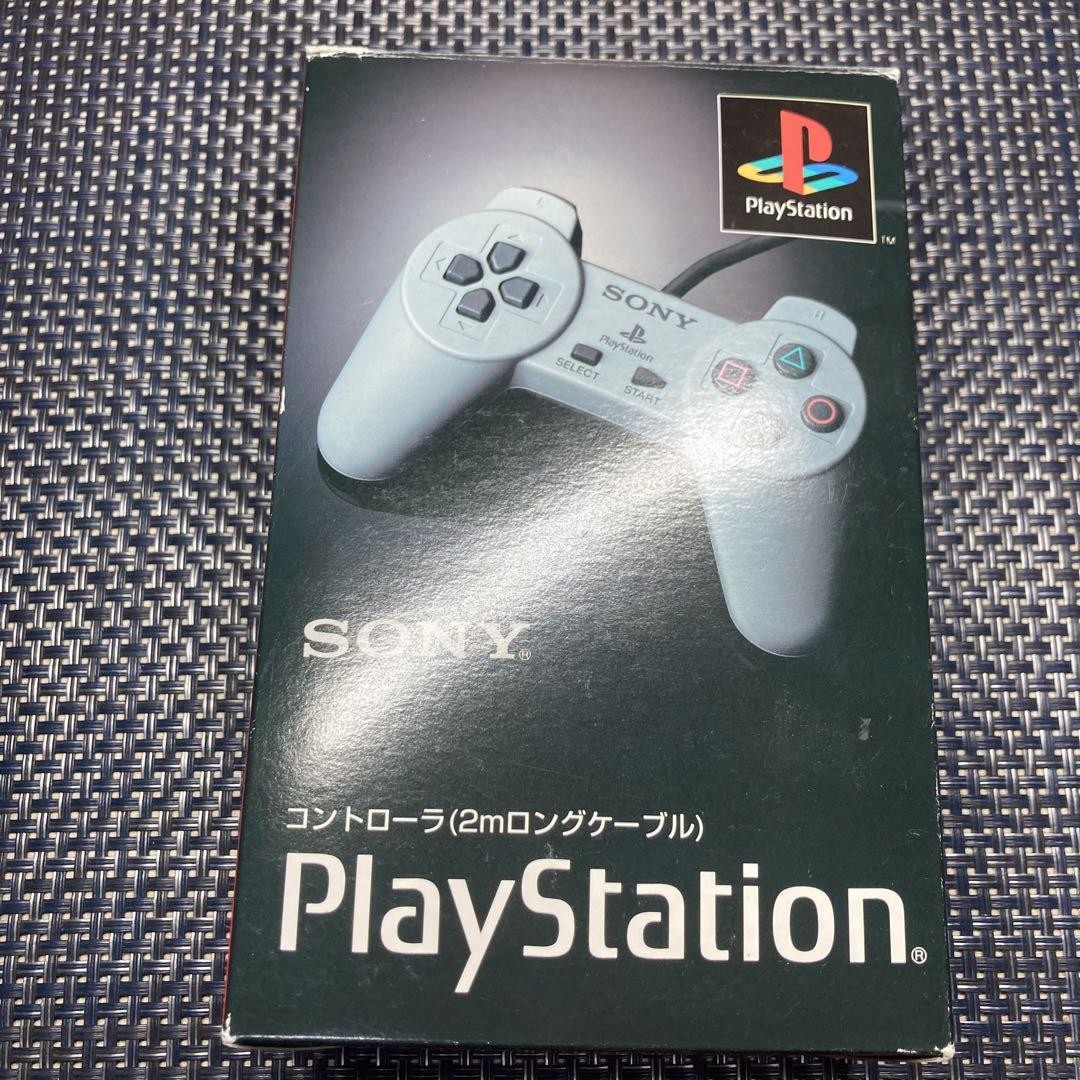 PlayStation
TM
L
R
SONY
PlayStation
SELECT
START
SONY®
コントローラ(2mロングケーブル)
PlayStation®